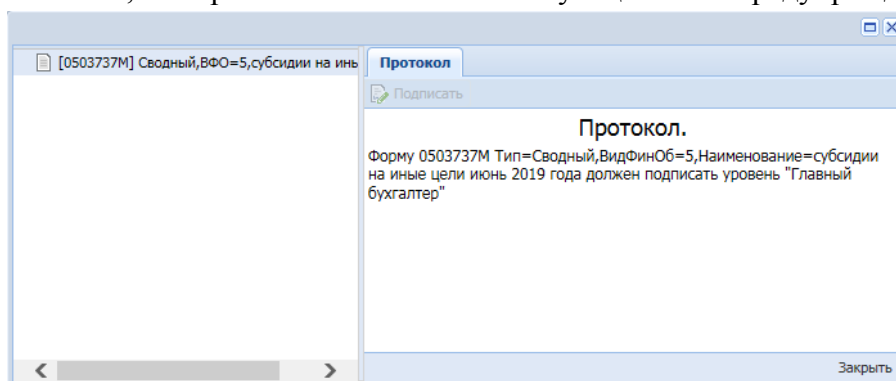 [0503737М] Сводный,ВФО=5,субсидии на инь
Протокол
Подписать
Протокол.
Форму 0503737М Тип=Сводный,ВидФинОб=5,Наименование=субсидии
на иные цели июнь 2019 года должен подписать уровень "Главный
бухгалтер"
Закрыть